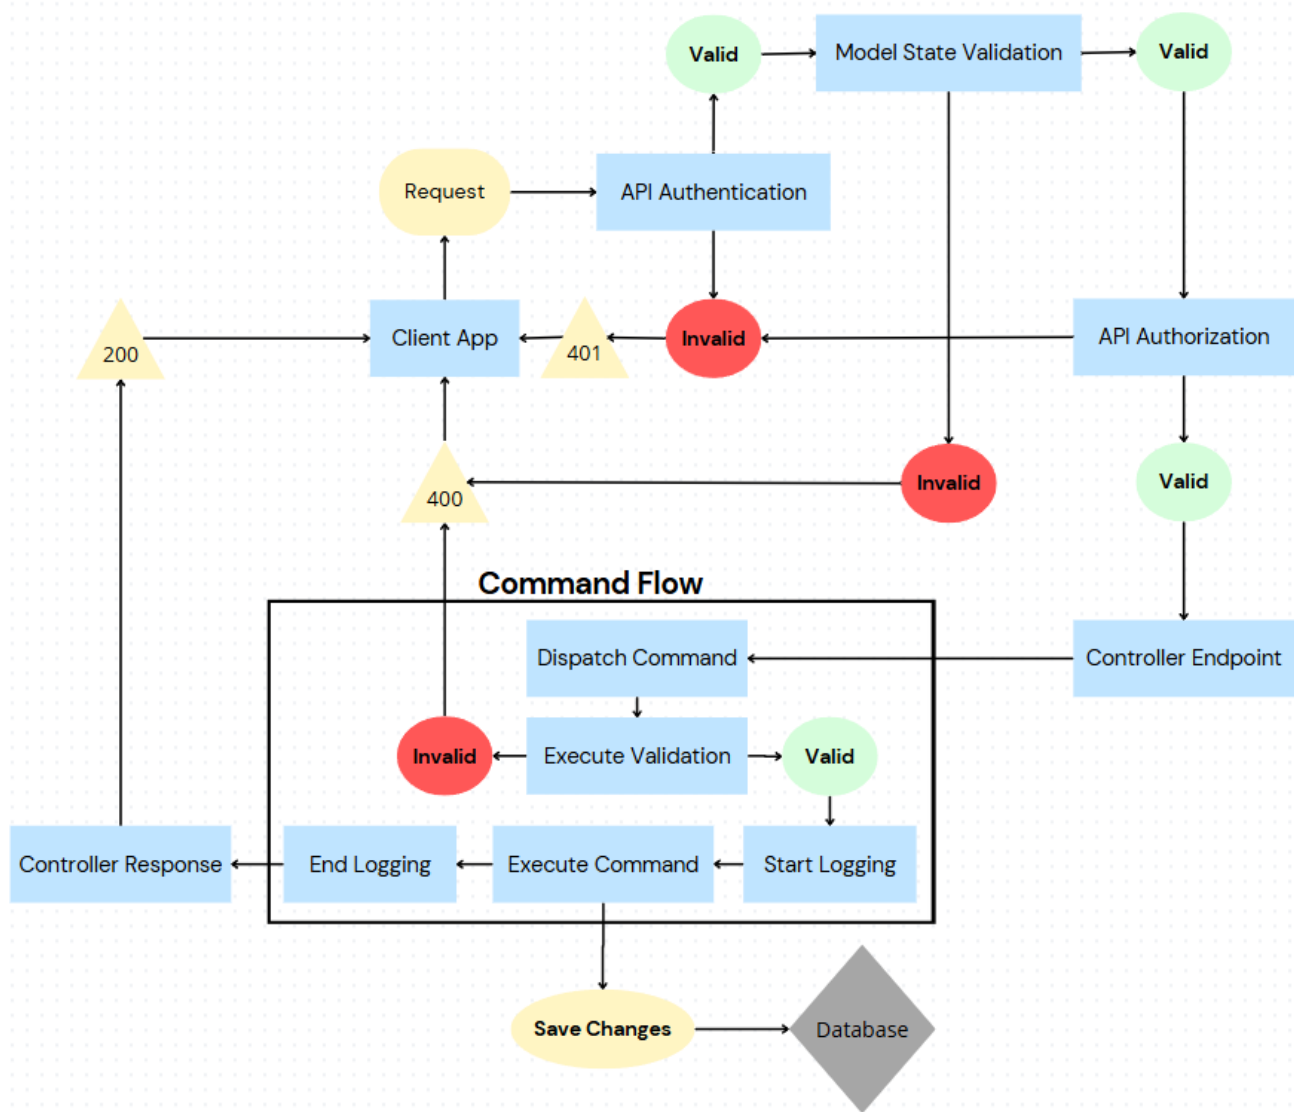 Valid
Model State Validation
Valid
Request
API Authentication
200
Client App
401
Invalid
API Authorization
400
Invalid
Valid
Command Flow
Dispatch Command
Controller Endpoint
Invalid
Execute Validation
Valid
Controller Response
End Logging
Execute Command
Start Logging
Save Changes
Database